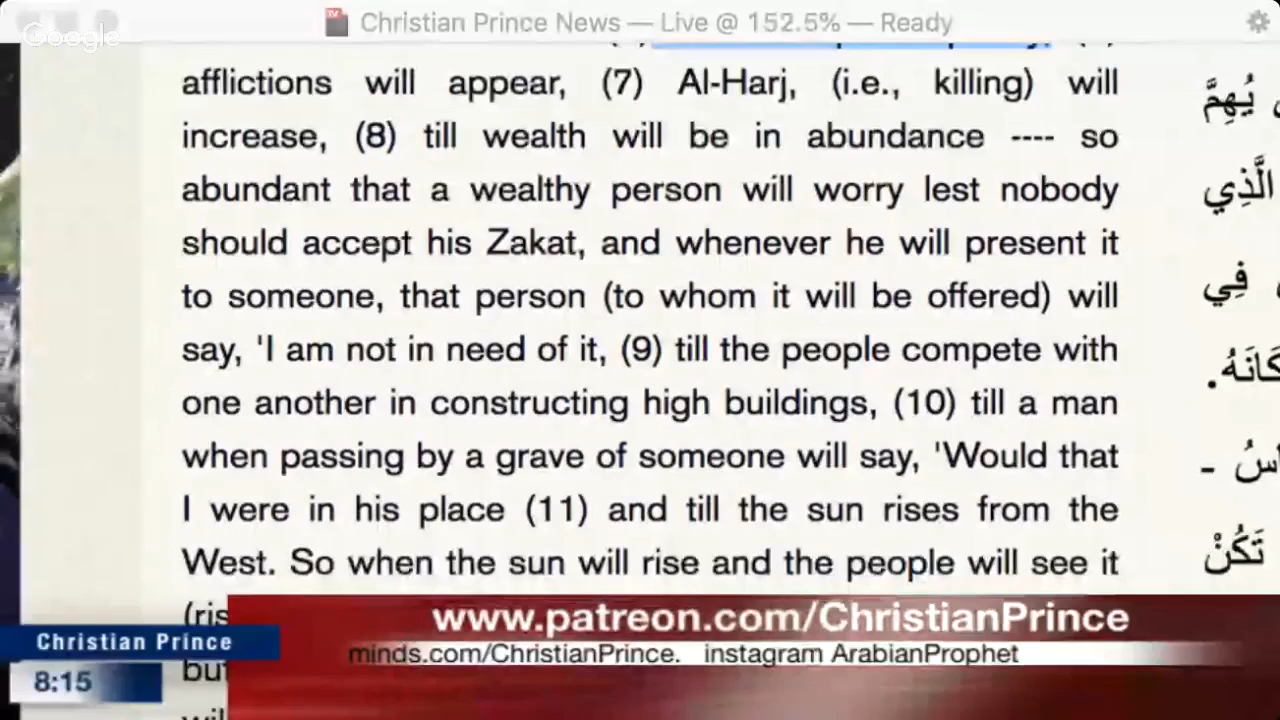 Christian Prince News — Live @ 152.5% — Ready
Google
afflictions will appear, (7) Al-Harj, (i.e., killing) will
increase, (8) till wealth will be in abundance ---- so
abundant that a wealthy person will worry lest nobody
should accept his Zakat, and whenever he will present it
to someone, that person (to whom it will be offered) will
say, 'I am not in need of it, (9) till the people compete with
one another in constructing high buildings, (10) till a man
when passing by a grave of someone will say, 'Would that
I were in his place (11) and till the sun rises from the
West. So when the sun will rise and the people will see it
يُهِمَّ
الَّذِي
فِي
كَانَهُ.
تَكُنْ
www.patreon.com/ChristianPrince
Christian Prince
minds.com/ChristianPrince. instagram ArabianProphet
8:15